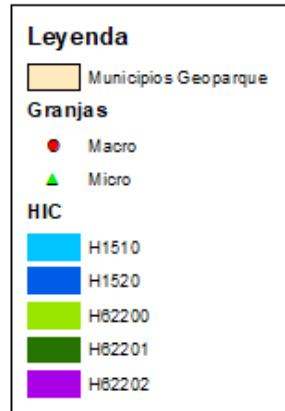 Leyenda
Municipios Geoparque
Granjas
Macro
Micro
HIC
H1510
H1520
H62200
H62201
H62202